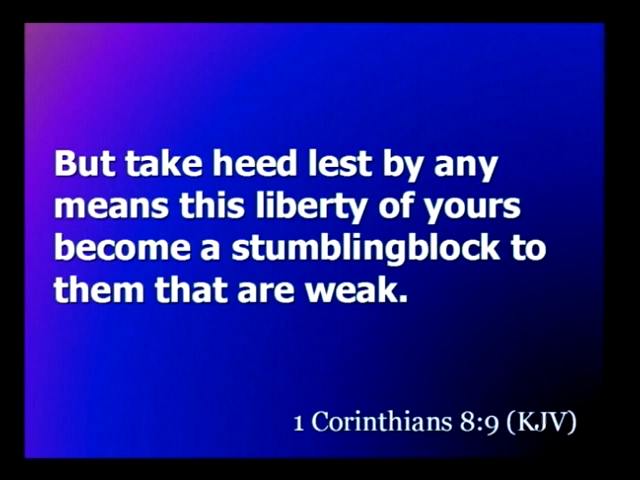 But take heed lest by any
means this liberty of yours
become a stumblingblock to
them that are weak.
1 Corinthians 8:9 (KJV)